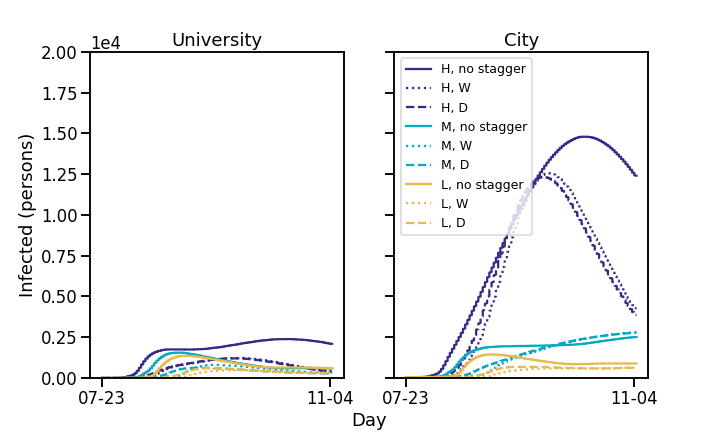 1e4
University
City
2.00
1.75
1.50
1.25
1.00
0.75
0.50
0.25
0.00
Infected (persons)
H, no stagger
H, W
H, D
M, no stagger
M, W
M, D
L, no stagger
L, W
L, D
07-23
11-04
07-23
11-04
Day